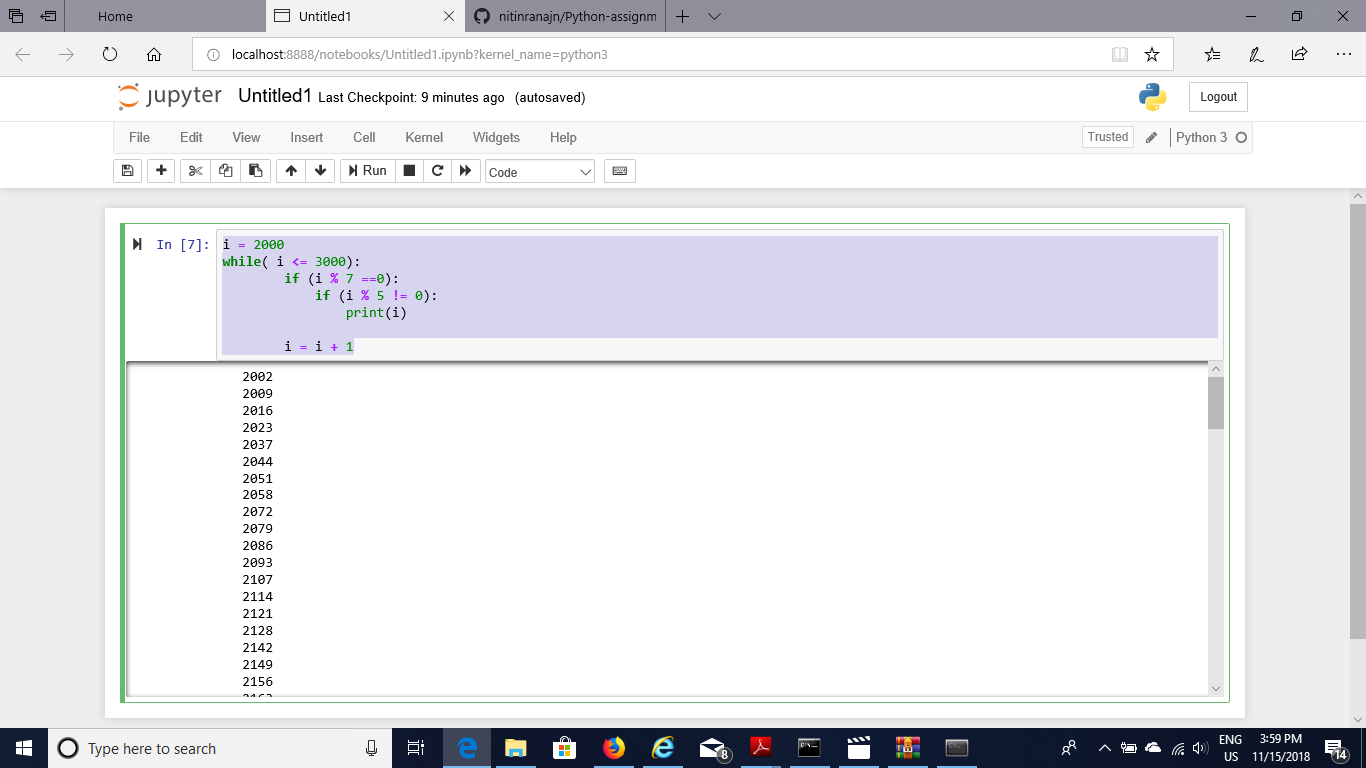 Home
Untitled1
nitinranajn/Python-assignm
localhost:8888/notebooks/Untitled1.ipynb?kernel_name=python3
jupyter Untitled1 Last Checkpoint: 9 minutes ago (autosaved)
Logout
File Edit View Insert Cell Kernel Widgets Help
Trusted
Python 3
Run
Code
In [7]:
i = 2000
while( i <= 3000):
        if (i % 7 ==0):
            if (i % 5 != 0):
                print(i)
        i = i + 1
2002
2009
2016
2023
2037
2044
2051
2058
2072
2079
2086
2093
2107
2114
2121
2128
2142
2149
2156
Type here to search
8
ENG
US
3:59 PM
11/15/2018
14